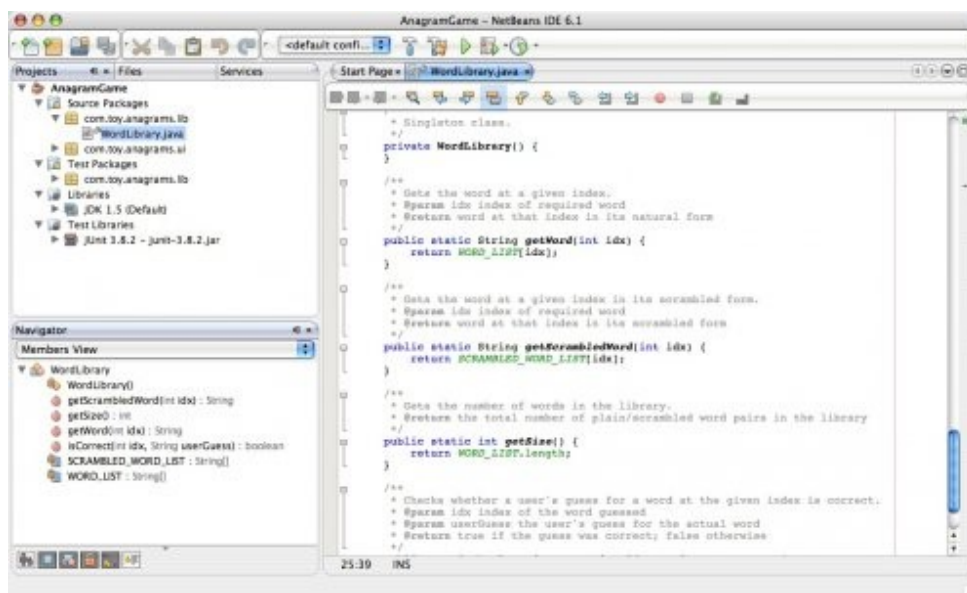 AnagramGame – NetBeans IDE 6.1
<default confi...
Projects Files Services
AnagramGame
Source Packages
com.toy.anagrams.lib
WordLibrary.java
com.toy.anagrams.ui
Test Packages
com.toy.anagrams.lib
Libraries
JDK 1.5 (Default)
Test Libraries
JUnit 3.8.2 - junit-3.8.2.jar
Navigator
Members View
WordLibrary
WordLibrary()
getScrambledWord(int idx) : String
getSize() : int
getWord(int idx) : String
isCorrect(int idx, String userGuess) : boolean
SCRAMBLED_WORD_LIST : String[]
WORD_LIST : String[]
Start Page WordLibrary.java
* Singleton class.
*/
private WordLibrary() {
}
/**
* Gets the word at a given index.
* @param idx index of required word
* @return word at that index in its natural form
*/
public static String getWord(int idx) {
return WORD_LIST[idx];
}
/**
* Gets the word at a given index in its scrambled form.
* @param idx index of required word
* @return word at that index in its scrambled form
*/
public static String getScrambledWord(int idx) {
return SCRAMBLED_WORD_LIST[idx];
}
/**
* Gets the number of words in the library.
* @return the total number of plain/scrambled word pairs in the library
*/
public static int getSize() {
return WORD_LIST.length;
}
/**
* Checks whether a user's guess for a word at the given index is correct.
* @param idx index of the word guessed
* @param userGuess the user's guess for the actual word
* @return true if the guess was correct; false otherwise
*/
25:39 INS